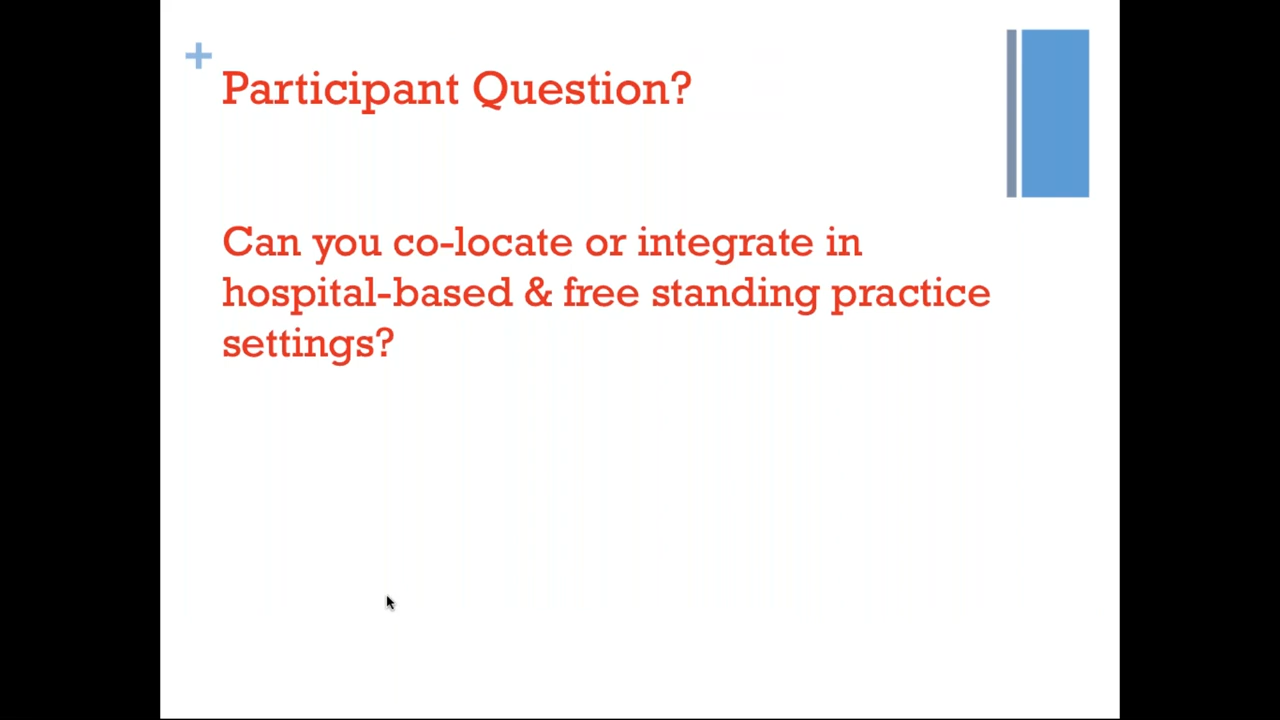 +
Participant Question?
Can you co-locate or integrate in
hospital-based & free standing practice
settings?